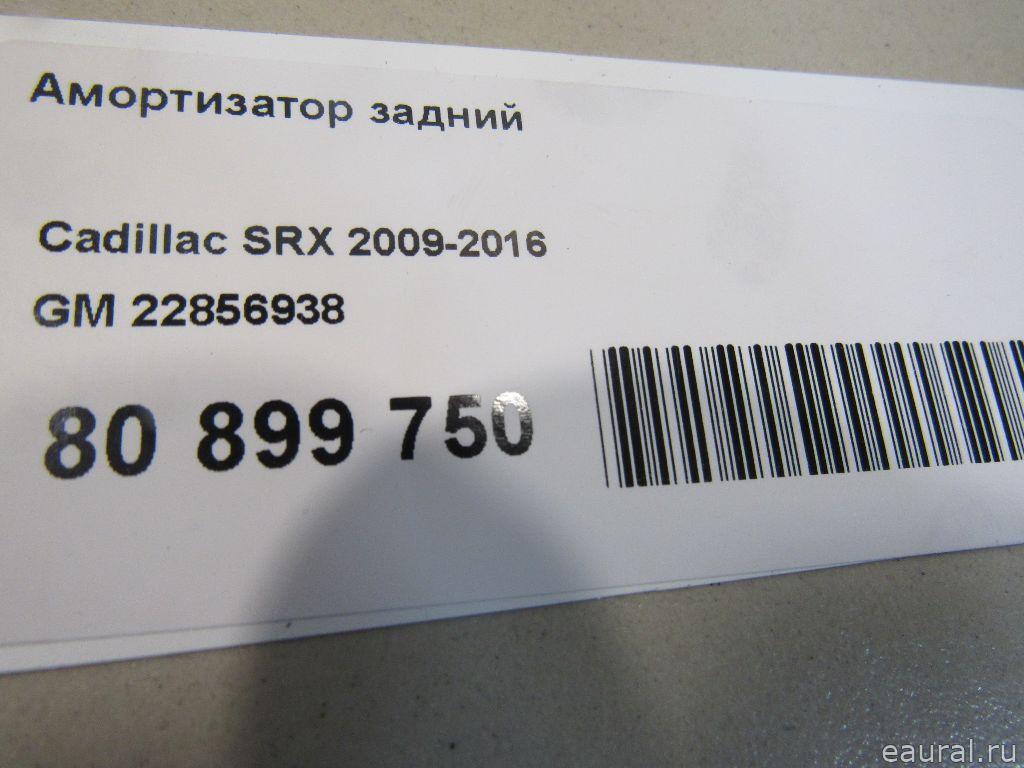 Амортизатор задний
Cadillac SRX 2009-2016
GM 22856938
80 899 750
eaural.ru